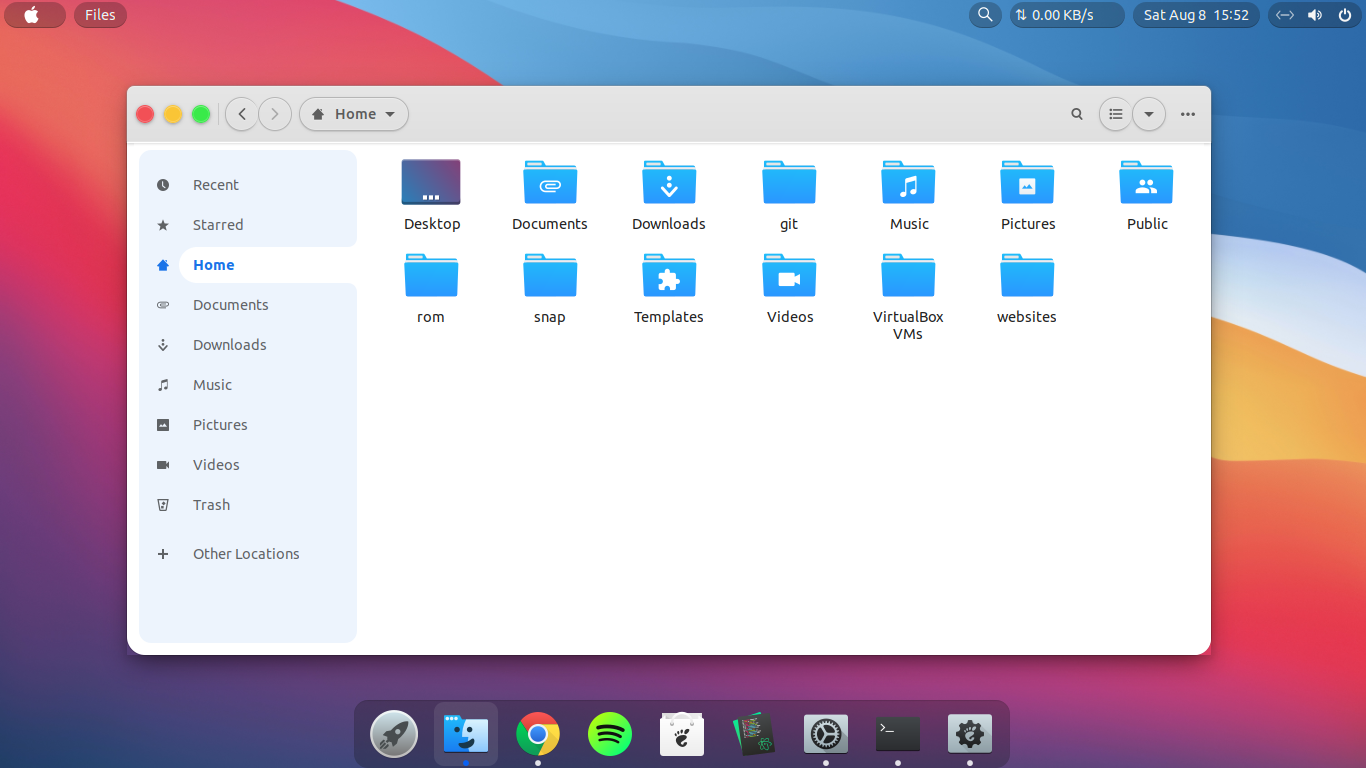 Files
0.00 KB/s
Sat Aug 8 15:52
Home
Recent
Starred
Home
Documents
Downloads
Music
Pictures
Videos
Trash
Other Locations
Desktop
Documents
Downloads
git
Music
Pictures
Public
rom
snap
Templates
Videos
VirtualBox
VMs
websites